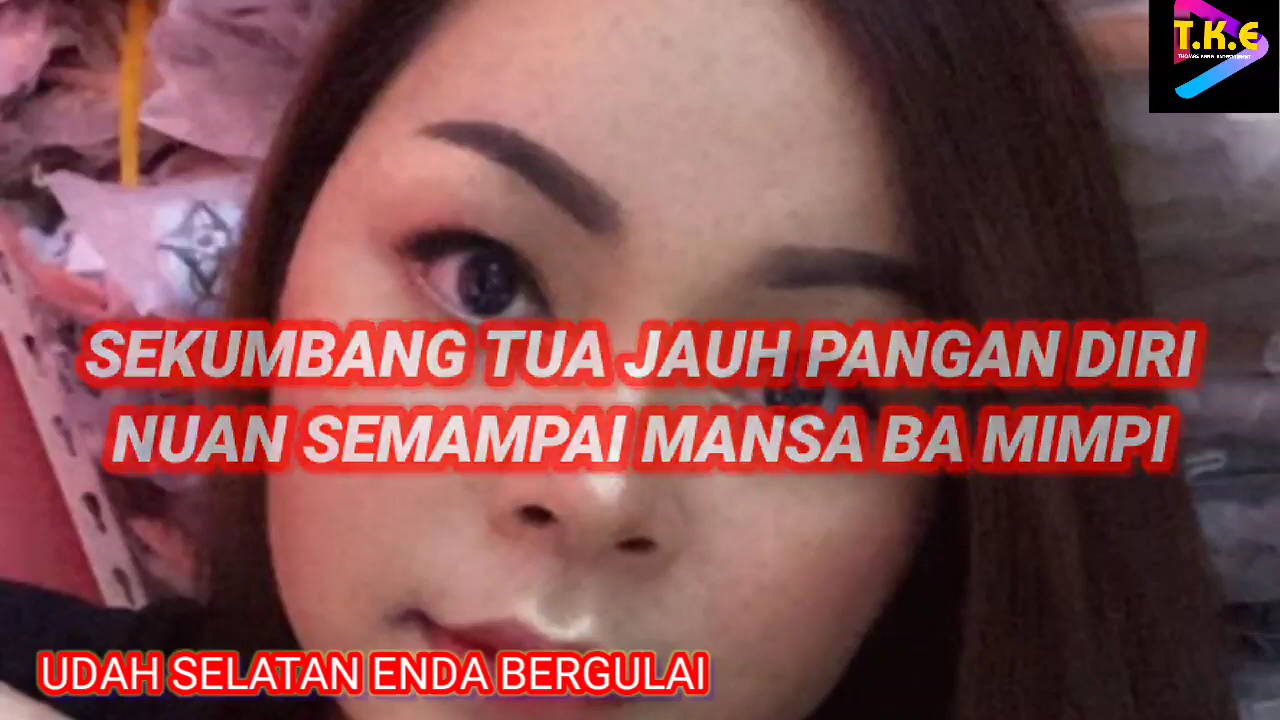 T.K.E
SEKUMBANG TUA JAUH PANGAN DIRI
NUAN SEMAMPAI MANSA BA MIMPI
UDAH SELATAN ENDA BERGULAI